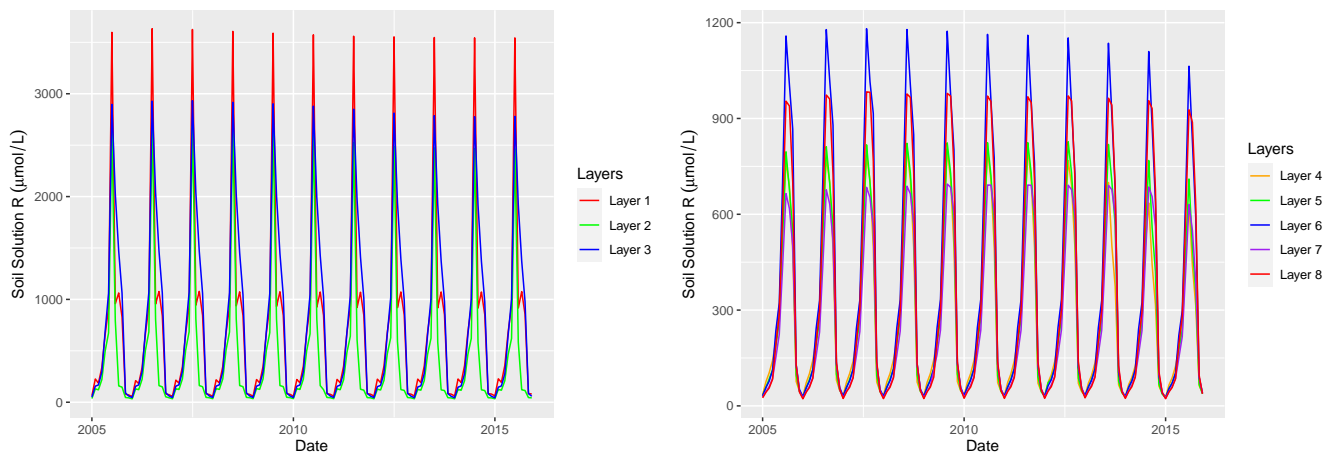 3000
2000
1000
0
2005
2010
2015
Date
Soil Solution R (μmol/L)
Layers
Layer 1
Layer 2
Layer 3
1200
900
600
300
0
2005
2010
2015
Date
Soil Solution R (μmol/L)
Layers
Layer 4
Layer 5
Layer 6
Layer 7
Layer 8